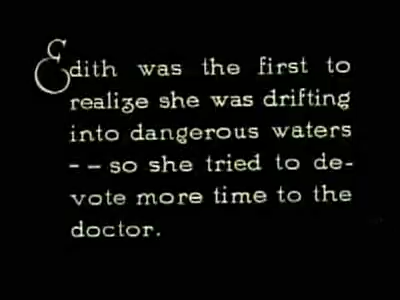 Edith was the first to
realize she was drifting
into dangerous waters
-- so she tried to de-
vote more time to the
doctor.